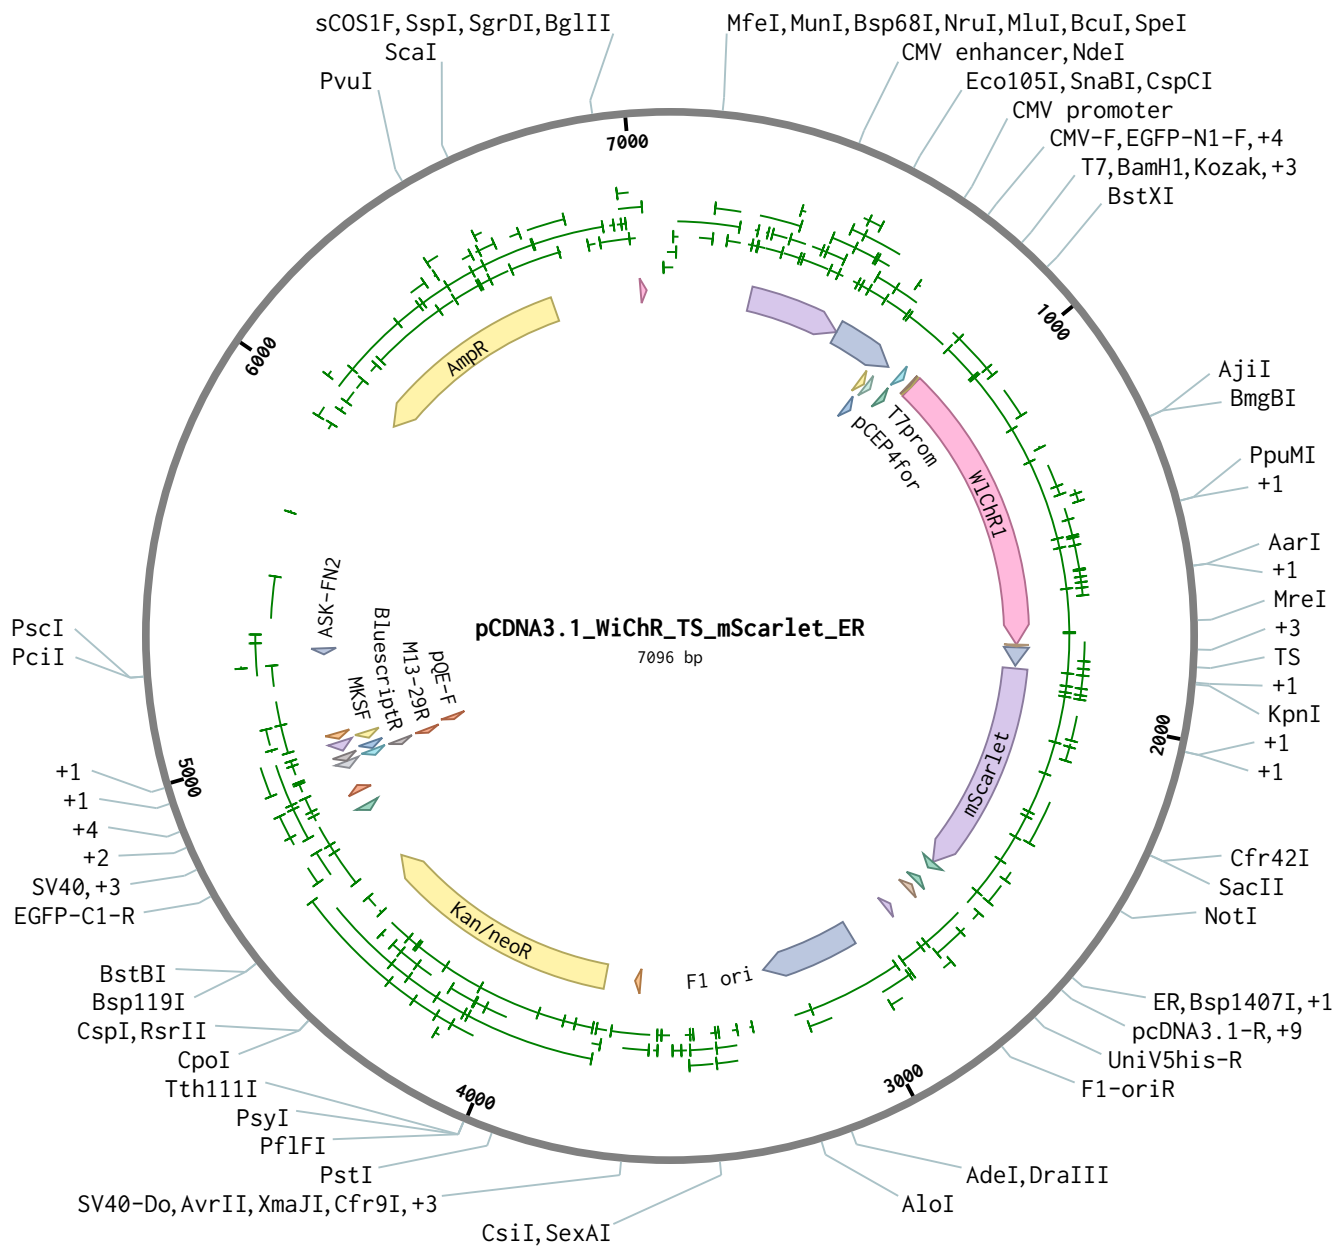 sCOS1F,SspI,SgrDI,BglII
ScaI
PvuI
MfeI,MunI,Bsp68I,NruI,MluI,BcuI,SpeI
CMV enhancer,NdeI
Eco105I,SnaBI,CspCI
CMV promoter
CMV-F,EGFP-N1-F,+4
T7,BamH1,Kozak,+3
BstXI
7000
1000
6000
AjiI
BmgBI
PpuMI
+1
AarI
+1
MreI
+3
TS
+1
KpnI
+1
+1
2000
AmpR
T7prom
pCEP4for
WlChR1
pCDNA3.1_WiChR_TS_mScarlet_ER
7096 bp
PscI
PciI
ASK-FN2
BluescriptR
M13-29R
pQE-F
MKSF
mScarlet
5000
+1
+1
+4
+2
SV40,+3
EGFP-C1-R
Cfr42I
SacII
NotI
Kan/neoR
F1 ori
BstBI
Bsp119I
CspI,RsrII
CpoI
Tth111I
PsyI
PflFI
PstI
SV40-Do,AvrII,XmaJI,Cfr9I,+3
CsiI,SexAI
4000
3000
ER,Bsp1407I,+1
pcDNA3.1-R,+9
UniV5his-R
F1-oriR
AdeI,DraIII
AloI